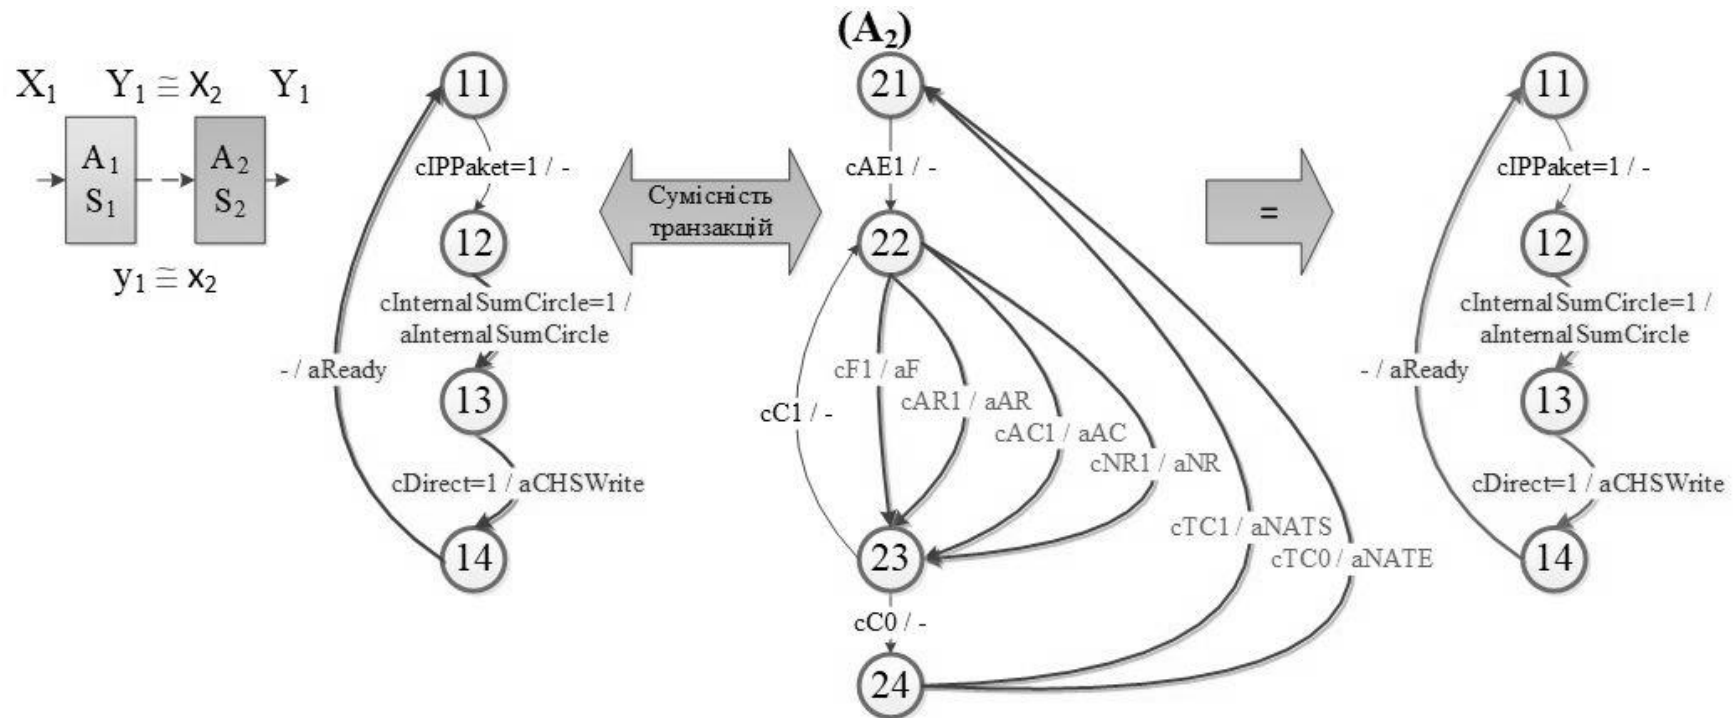 (A₂)
X₁ Y₁ ≅ X₂ Y₁
A₁
S₁
A₂
S₂
y₁ ≅ x₂
11
cIPPaket=1 / -
12
cInternalSumCircle=1 /
aInternalSumCircle
- / aReady
13
cDirect=1 / aCHSWrite
14
Сумісність
транзакцій
21
cAE1 / -
22
cF1 / aF
cAR1 / aAR
cC1 / -
cAC1 / aAC
cNR1 / aNR
23
cTC1 / aNATS
cTC0 / aNATE
cC0 / -
24
=
11
cIPPaket=1 / -
12
cInternalSumCircle=1 /
aInternalSumCircle
- / aReady
13
cDirect=1 / aCHSWrite
14